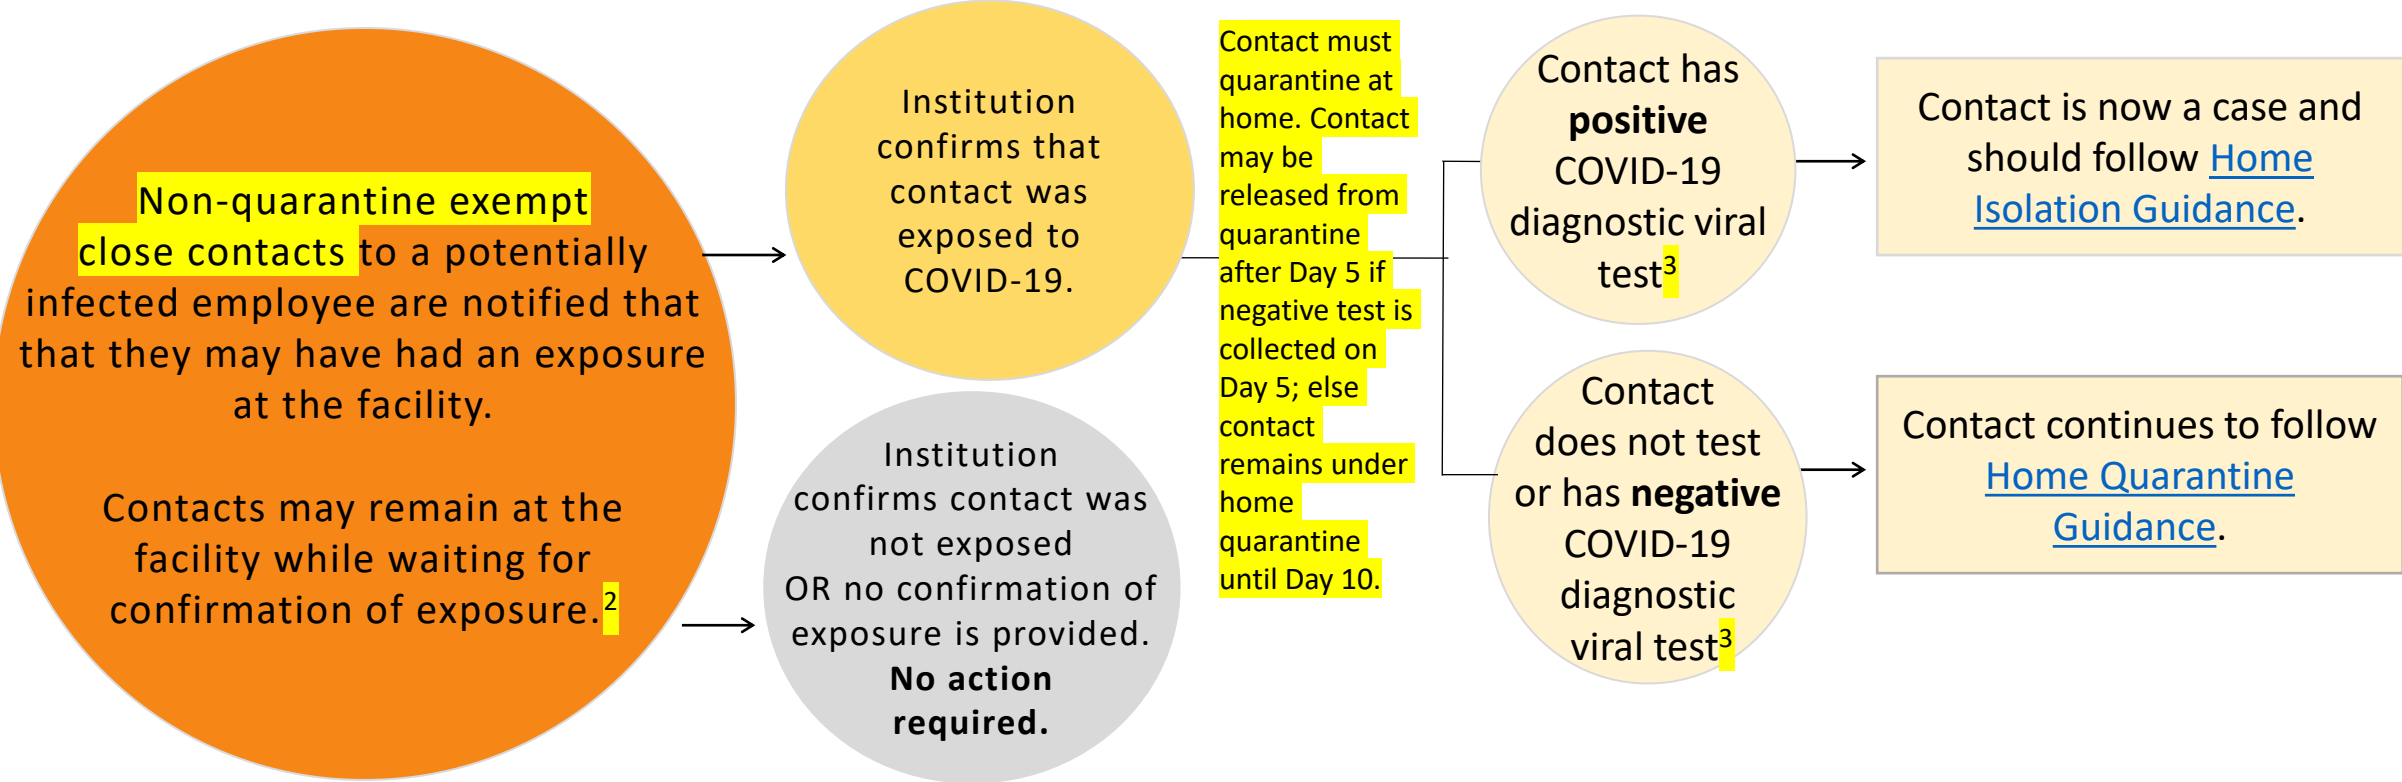 Non-quarantine exempt
close contacts to a potentially
infected employee are notified that
that they may have had an exposure
at the facility.
Contacts may remain at the
facility while waiting for
confirmation of exposure.2
Institution
confirms that
contact was
exposed to
COVID-19.
Institution
confirms contact was
not exposed
OR no confirmation of
exposure is provided.
No action
required.
Contact must
quarantine at
home. Contact
may be
released from
quarantine
after Day 5 if
negative test is
collected on
Day 5; else
contact
remains under
home
quarantine
until Day 10.
Contact has
positive
COVID-19
diagnostic viral
test3
Contact is now a case and
should follow Home
Isolation Guidance.
Contact
does not test
or has negative
COVID-19
diagnostic
viral test3
Contact continues to follow
Home Quarantine
Guidance.